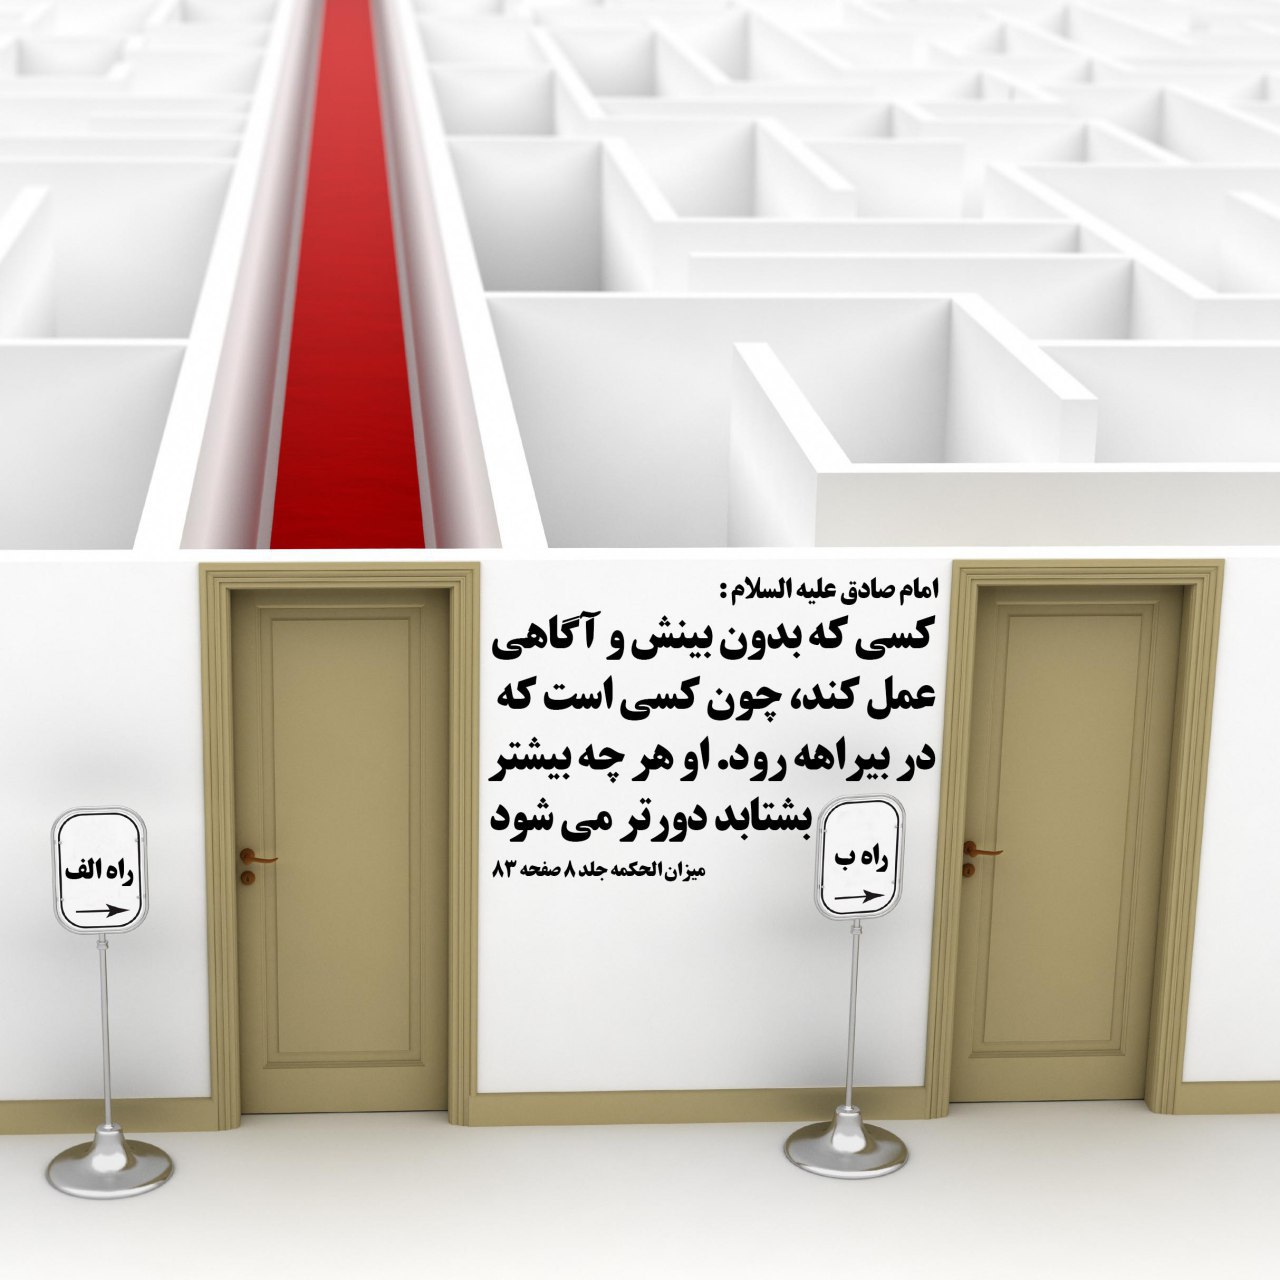 امام صادق علیه السلام :
کسی که بدون بینش و آگاهی
عمل کند، چون کسی است که
در بیراهه رود. او هر چه بیشتر
بشتابد دورتر می شود
میزان الحکمه جلد ۸ صفحه ۸۳
راه ب
راه الف